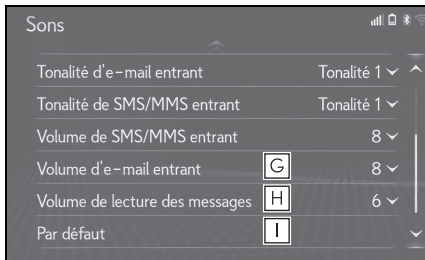 Sons
Tonalité d'e-mail entrant Tonalité 1
Tonalité de SMS/MMS entrant Tonalité 1
Volume de SMS/MMS entrant 8
Volume d'e-mail entrant G 8
Volume de lecture des messages H 6
Par défaut I